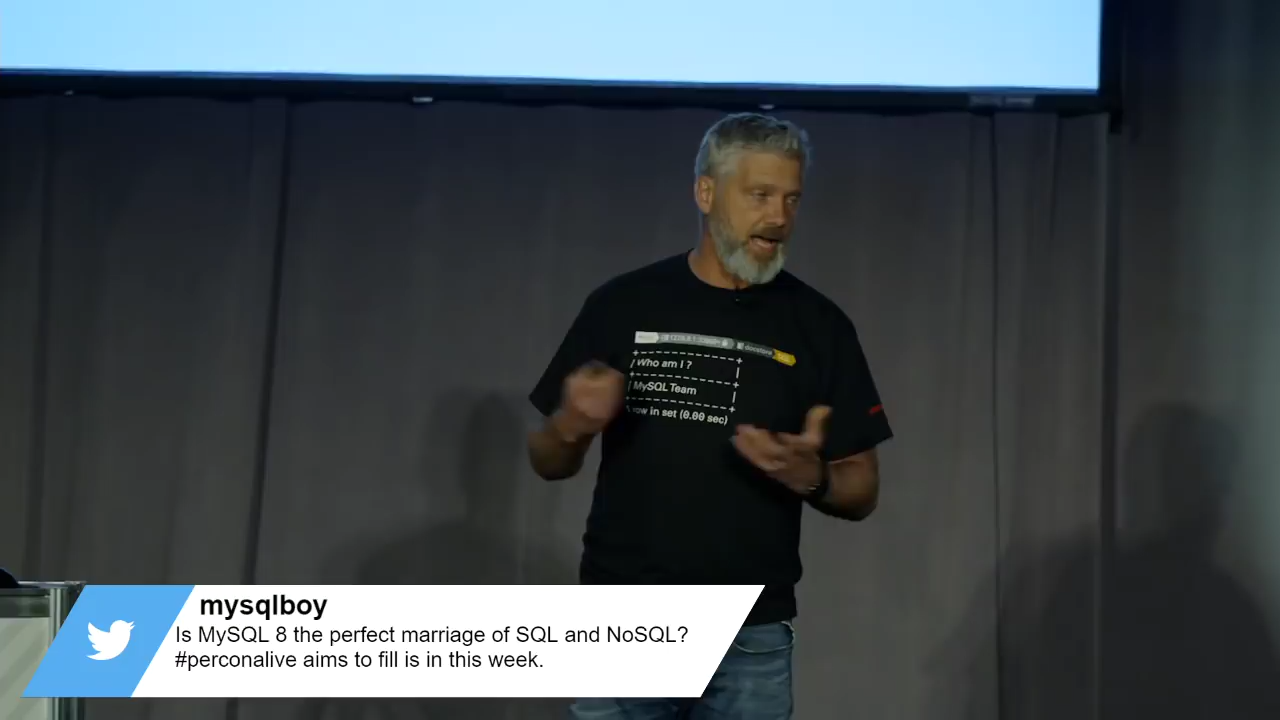 Who am I ?
MySQL Team
row in set (0.00 sec)
mysqlboy
Is MySQL 8 the perfect marriage of SQL and NoSQL?
#perconalive aims to fill is in this week.